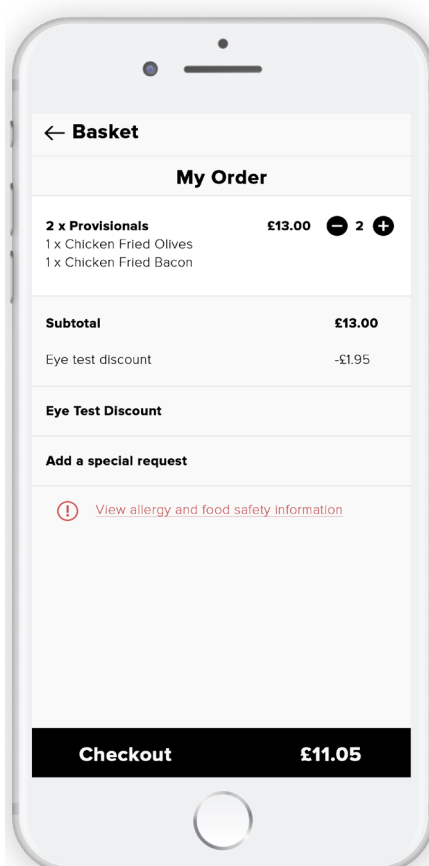 ← Basket
My Order
2 x Provisionals £13.00 2
1 x Chicken Fried Olives
1 x Chicken Fried Bacon
Subtotal £13.00
Eye test discount -£1.95
Eye Test Discount
Add a special request
! View allergy and food safety information
Checkout £11.05